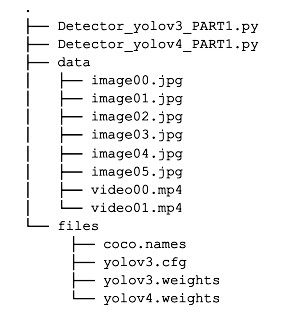 .
├── Detector_yolov3_PART1.py
├── Detector_yolov4_PART1.py
├── data
│   ├── image00.jpg
│   ├── image01.jpg
│   ├── image02.jpg
│   ├── image03.jpg
│   ├── image04.jpg
│   ├── image05.jpg
│   ├── video00.mp4
│   └── video01.mp4
└── files
    ├── coco.names
    ├── yolov3.cfg
    ├── yolov3.weights
    └── yolov4.weights